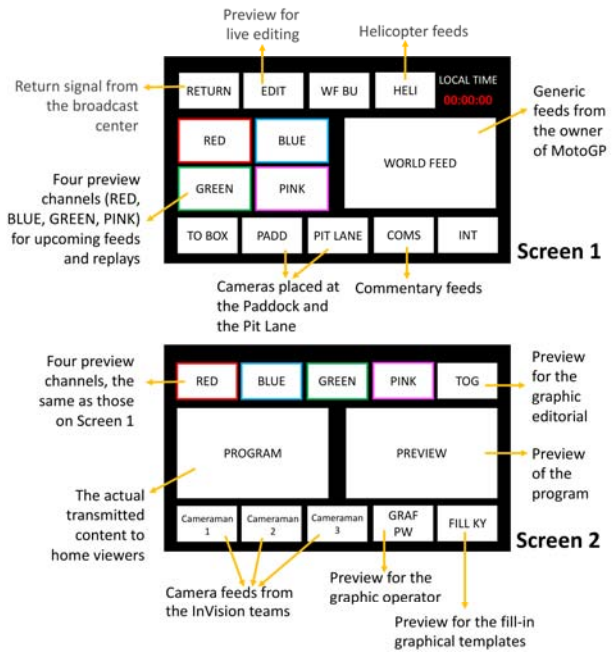 Preview for
live editing
Helicopter feeds
Return signal from
the broadcast
center
RETURN
EDIT
WF BU
HELI
LOCAL TIME
00:00:00
Generic
feeds from
the owner
of MotoGP
RED
BLUE
WORLD FEED
GREEN
PINK
Four preview
channels (RED,
BLUE, GREEN, PINK)
for upcoming feeds
and replays
TO BOX
PADD
PIT LANE
COMS
INT
Screen 1
Cameras placed at
the Paddock and
the Pit Lane
Commentary feeds
Four preview
channels, the
same as those
on Screen 1
RED
BLUE
GREEN
PINK
TOG
Preview
for the
graphic
editorial
PROGRAM
PREVIEW
Preview
of the
program
The actual
transmitted
content to
home viewers
Cameraman
1
Cameraman
2
Cameraman
3
GRAF
PW
FILL KY
Screen 2
Camera feeds from
the InVision teams
Preview for the
graphic operator
Preview for the fill-in
graphical templates